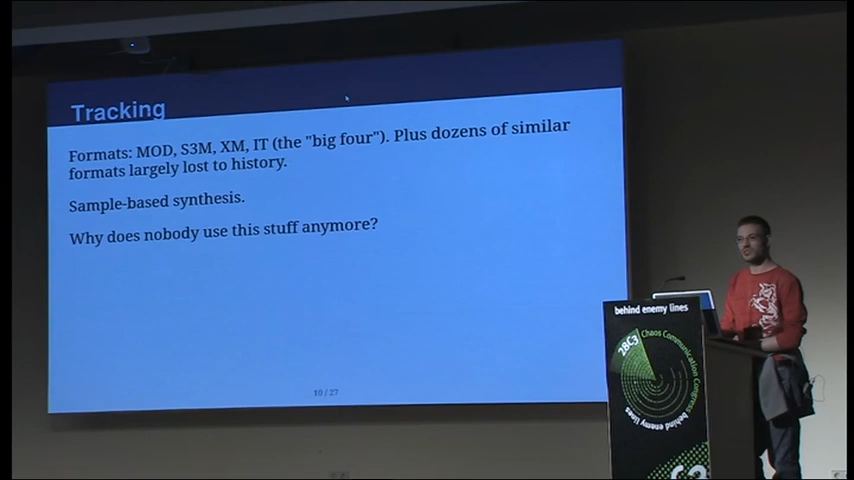 Tracking
Formats: MOD, S3M, XM, IT (the "big four"). Plus dozens of similar
formats largely lost to history.
Sample-based synthesis.
Why does nobody use this stuff anymore?
10 / 27
behind enemy lines
28C3
Chaos Communication Congress
behind enemy lines